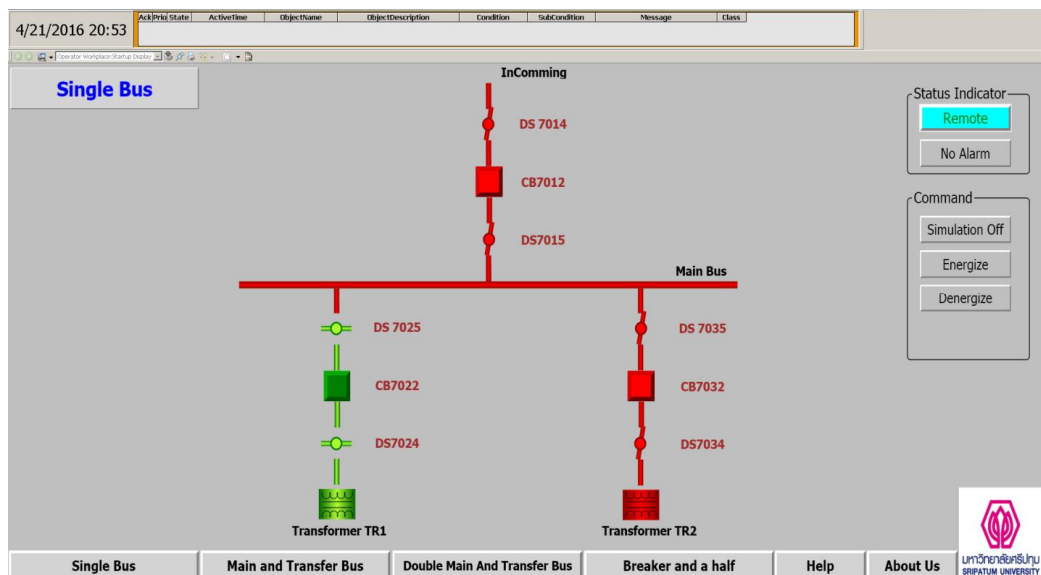 4/21/2016 20:53
Ack Prio State ActiveTime ObjectName ObjectDescription Condition SubCondition Message Class
Operator Workplace Startup Display
Single Bus
InComming
Status Indicator
DS 7014
Remote
No Alarm
CB7012
Command
Simulation Off
DS7015
Energize
Main Bus
Denergize
DS 7025
DS 7035
CB7022
CB7032
DS7024
DS7034
Transformer TR1
Transformer TR2
Single Bus
Main and Transfer Bus
Double Main And Transfer Bus
Breaker and a half
Help
About Us
มหาวิทยาลัยศรีปทุม
SRIPATUM UNIVERSITY